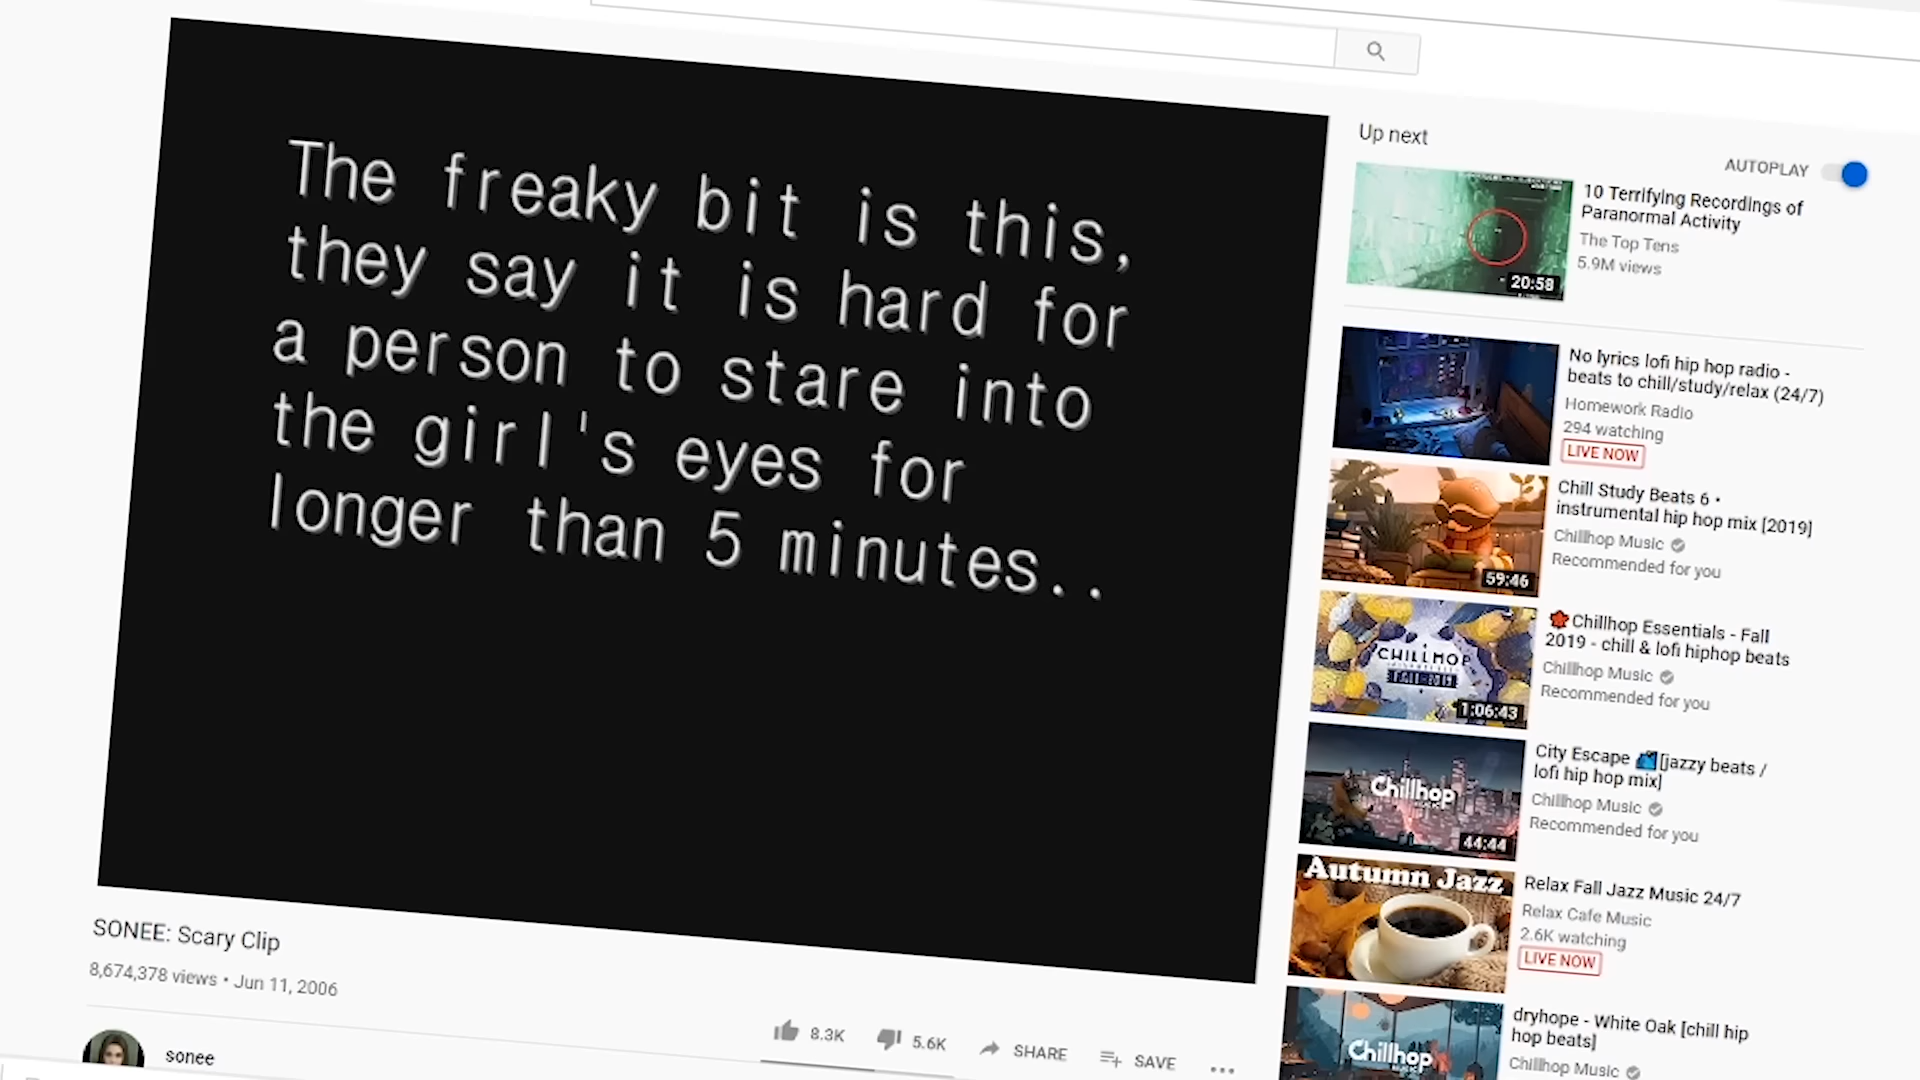 The freaky bit is this,
they say it is hard for
a person to stare into
the girl's eyes for
longer than 5 minutes..
SONEE: Scary Clip
8,674,378 views • Jun 11, 2006
8.3K
5.6K
SHARE
SAVE
sonee
Up next
AUTOPLAY
20:58
10 Terrifying Recordings of
Paranormal Activity
The Top Tens
5.9M views
No lyrics lofi hip hop radio -
beats to chill/study/relax (24/7)
Homework Radio
294 watching
LIVE NOW
59:46
Chill Study Beats 6 •
instrumental hip hop mix [2019]
Chillhop Music
Recommended for you
CHILLHOP
FALL 2019
1:06:43
Chillhop Essentials - Fall
2019 - chill & lofi hiphop beats
Chillhop Music
Recommended for you
Chillhop
MUSIC
44:44
City Escape [jazzy beats /
lofi hip hop mix]
Chillhop Music
Recommended for you
Autumn Jazz
Relax Fall Jazz Music 24/7
Relax Cafe Music
2.6K watching
LIVE NOW
Chillhop
MUSIC
dryhope - White Oak [chill hip
hop beats]
Chillhop Music